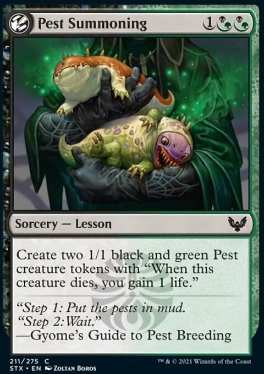 Pest Summoning 1
Sorcery — Lesson
Create two 1/1 black and green Pest
creature tokens with “When this
creature dies, you gain 1 life.”
“Step 1: Put the pests in mud.
“Step 2: Wait.”
—Gyome’s Guide to Pest Breeding
211/275 C
STX • EN Zoltan Boros
™ & © 2021 Wizards of the Coast